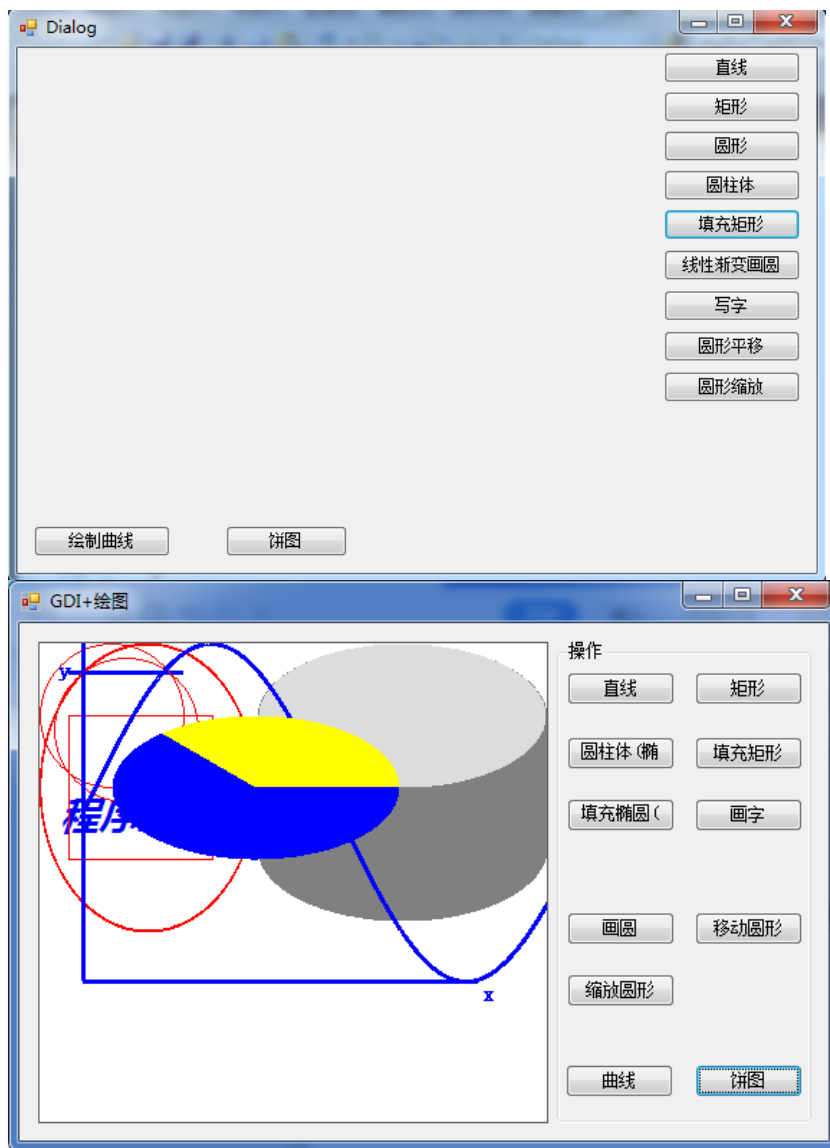 Dialog
直线
矩形
圆形
圆柱体
填充矩形
线性渐变画圆
写字
圆形平移
圆形缩放
绘制曲线 饼图
GDI+绘图
操作
直线 矩形
圆柱体(椭 填充矩形
填充椭圆( 画字
画圆 移动圆形
缩放圆形
曲线 饼图
y
程序
x